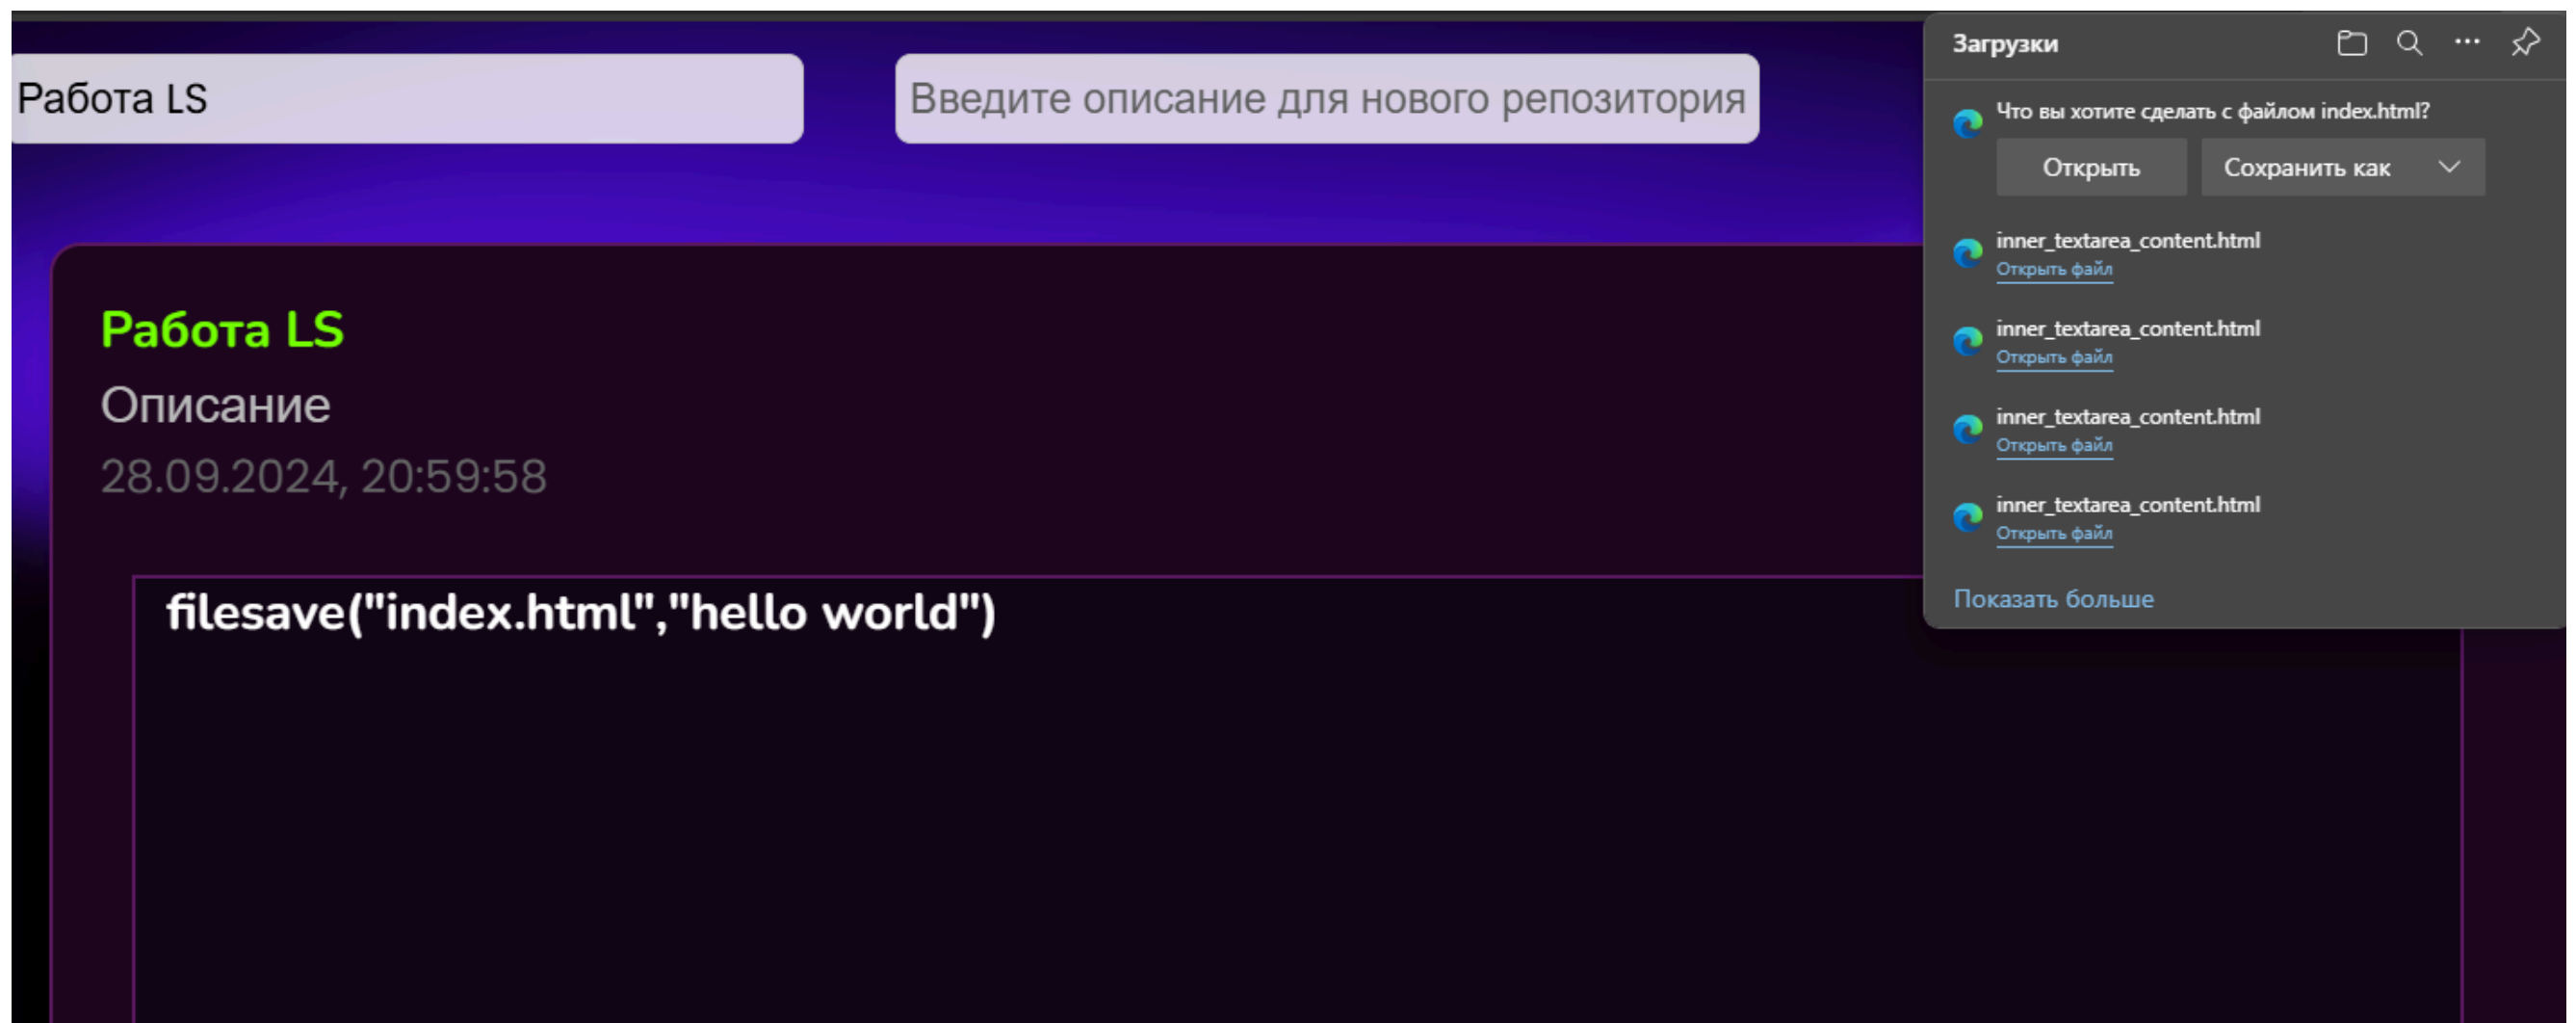 Работа LS
Введите описание для нового репозитория
Работа LS
Описание
28.09.2024, 20:59:58
filesave("index.html","hello world")
Загрузки
Что вы хотите сделать с файлом index.html?
Открыть
Сохранить как
inner_textarea_content.html
Открыть файл
inner_textarea_content.html
Открыть файл
inner_textarea_content.html
Открыть файл
inner_textarea_content.html
Открыть файл
Показать больше